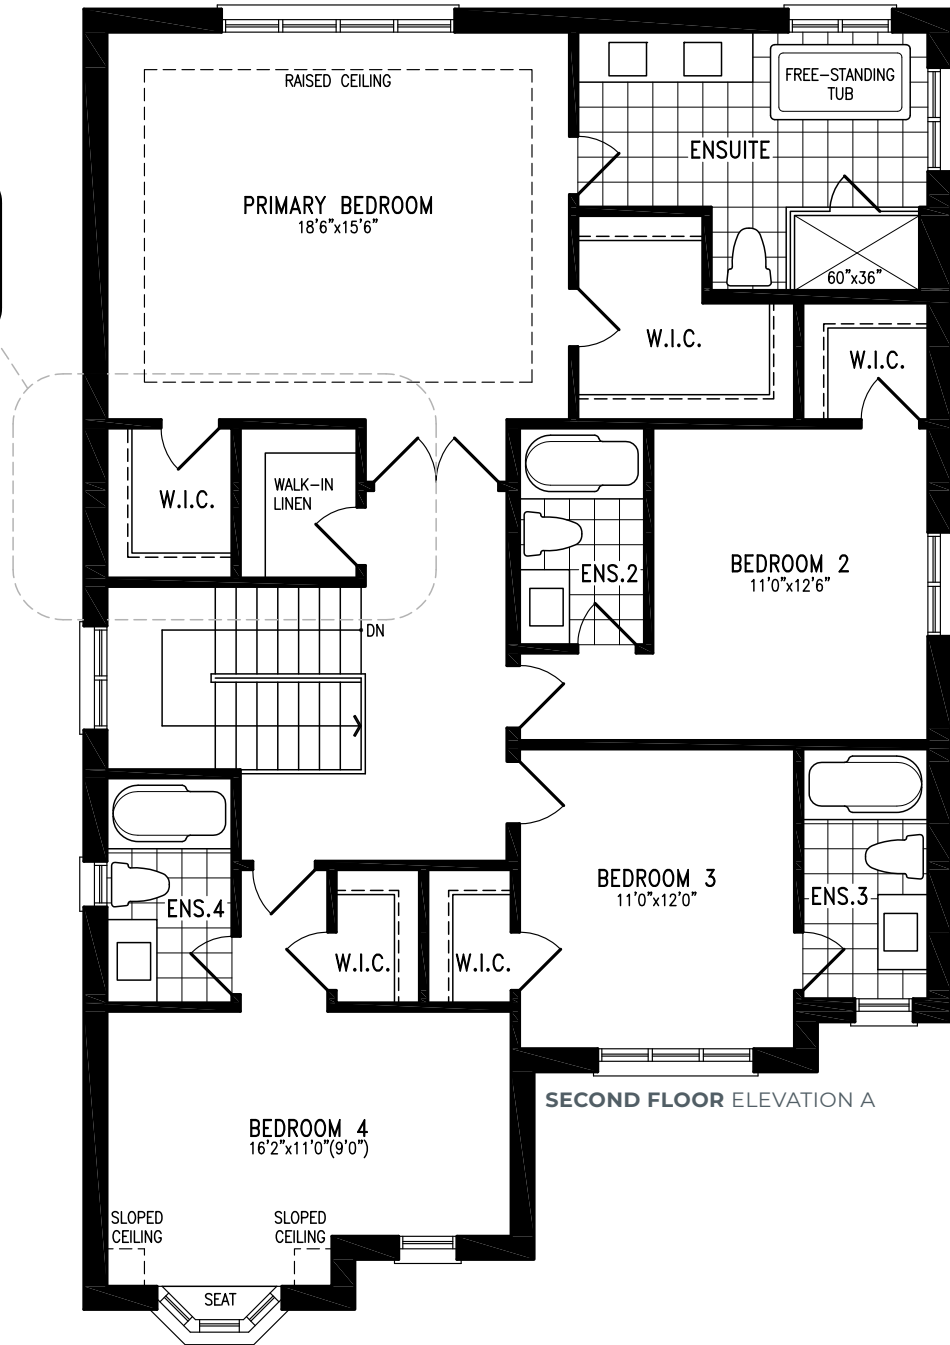 RAISED CEILING
FREE-STANDING
TUB
ENSUITE
PRIMARY BEDROOM
18'6"x15'6"
60"x36"
W.I.C.
W.I.C.
W.I.C.
WALK-IN
LINEN
ENS.2
BEDROOM 2
11'0"x12'6"
DN
BEDROOM 3
11'0"x12'0"
ENS.3
ENS.4
W.I.C.
W.I.C.
SECOND FLOOR ELEVATION A
BEDROOM 4
16'2"x11'0"(9'0")
SLOPED
CEILING
SLOPED
CEILING
SEAT